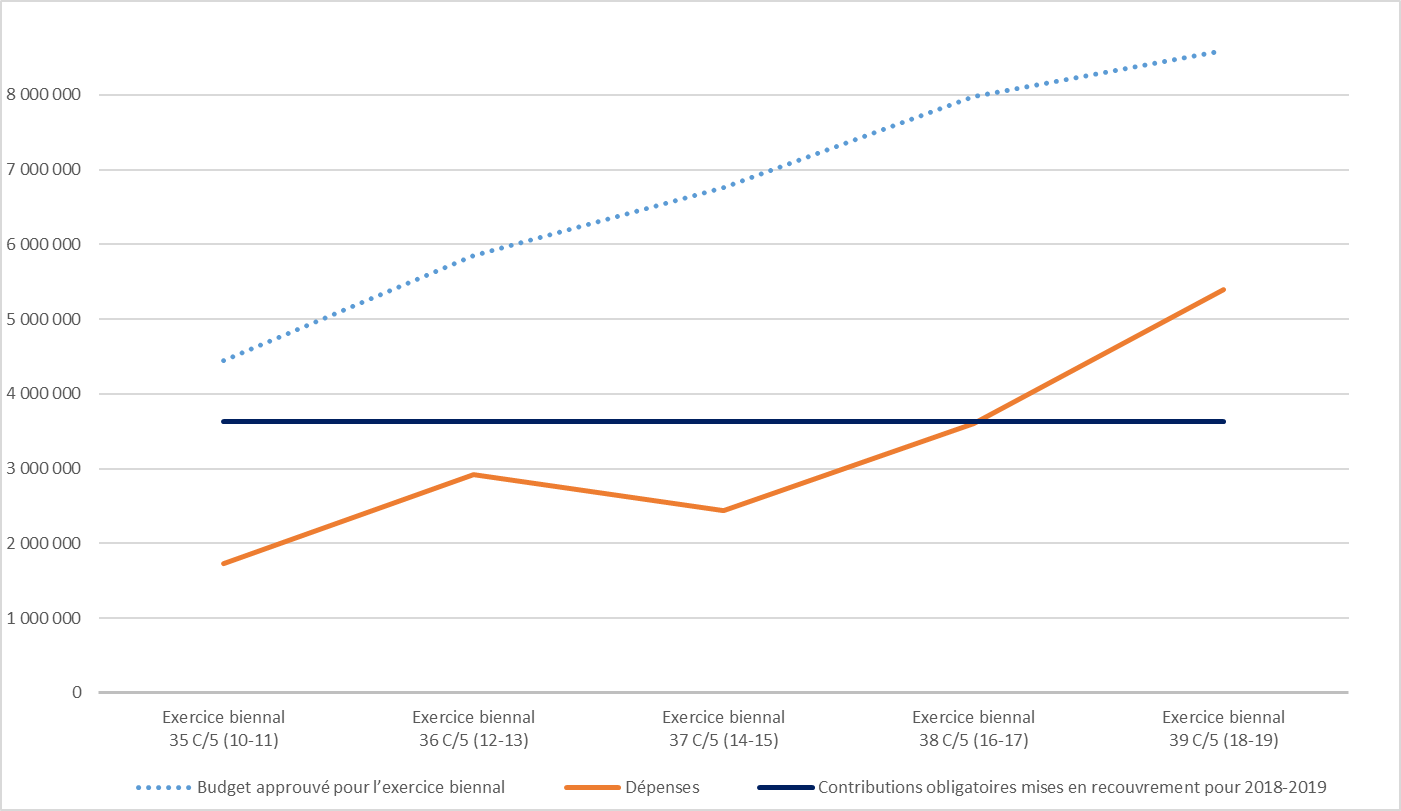 8 000 000
7 000 000
6 000 000
5 000 000
4 000 000
3 000 000
2 000 000
1 000 000
0
Exercice biennal
35 C/5 (10-11)
Exercice biennal
36 C/5 (12-13)
Exercice biennal
37 C/5 (14-15)
Exercice biennal
38 C/5 (16-17)
Exercice biennal
39 C/5 (18-19)
Budget approuvé pour l’exercice biennal
Dépenses
Contributions obligatoires mises en recouvrement pour 2018-2019